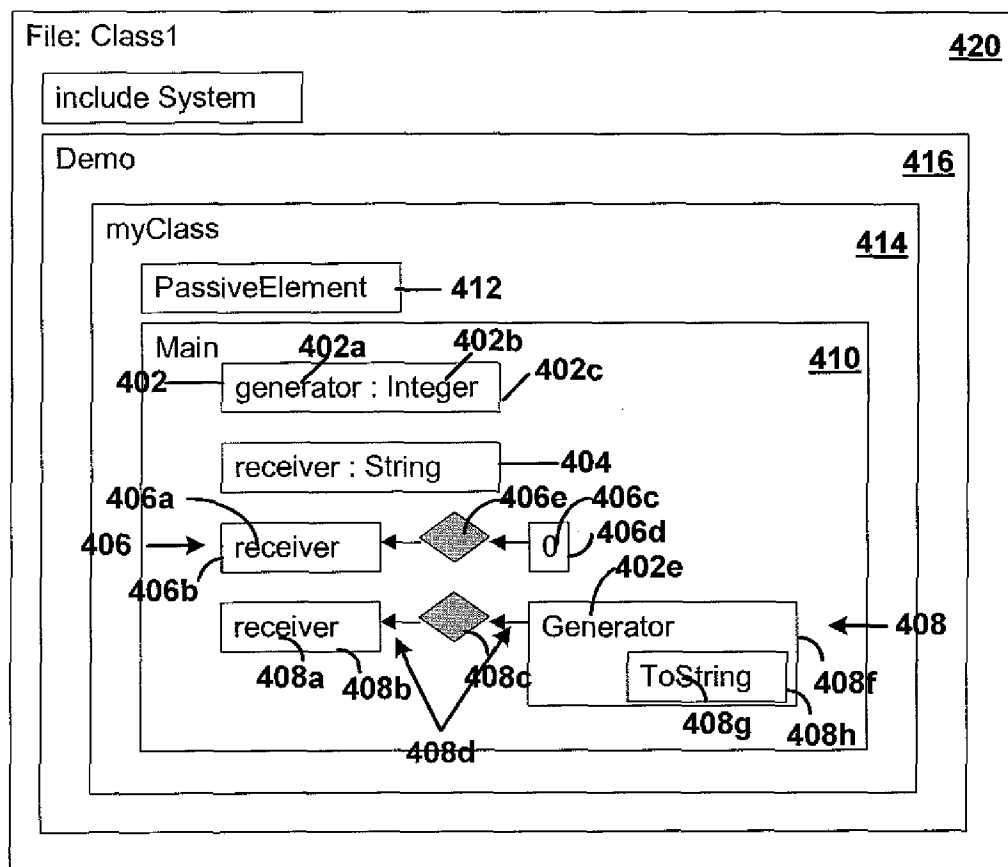 File: Class1
420
include System
Demo
416
myClass
414
PassiveElement
412
Main
402a
402b
410
402
generator : Integer
402c
receiver : String
404
406a
406e
406c
406
receiver
0
406d
406b
402e
receiver
Generator
408
408a
408b
408c
ToString
408f
408d
408g
408h